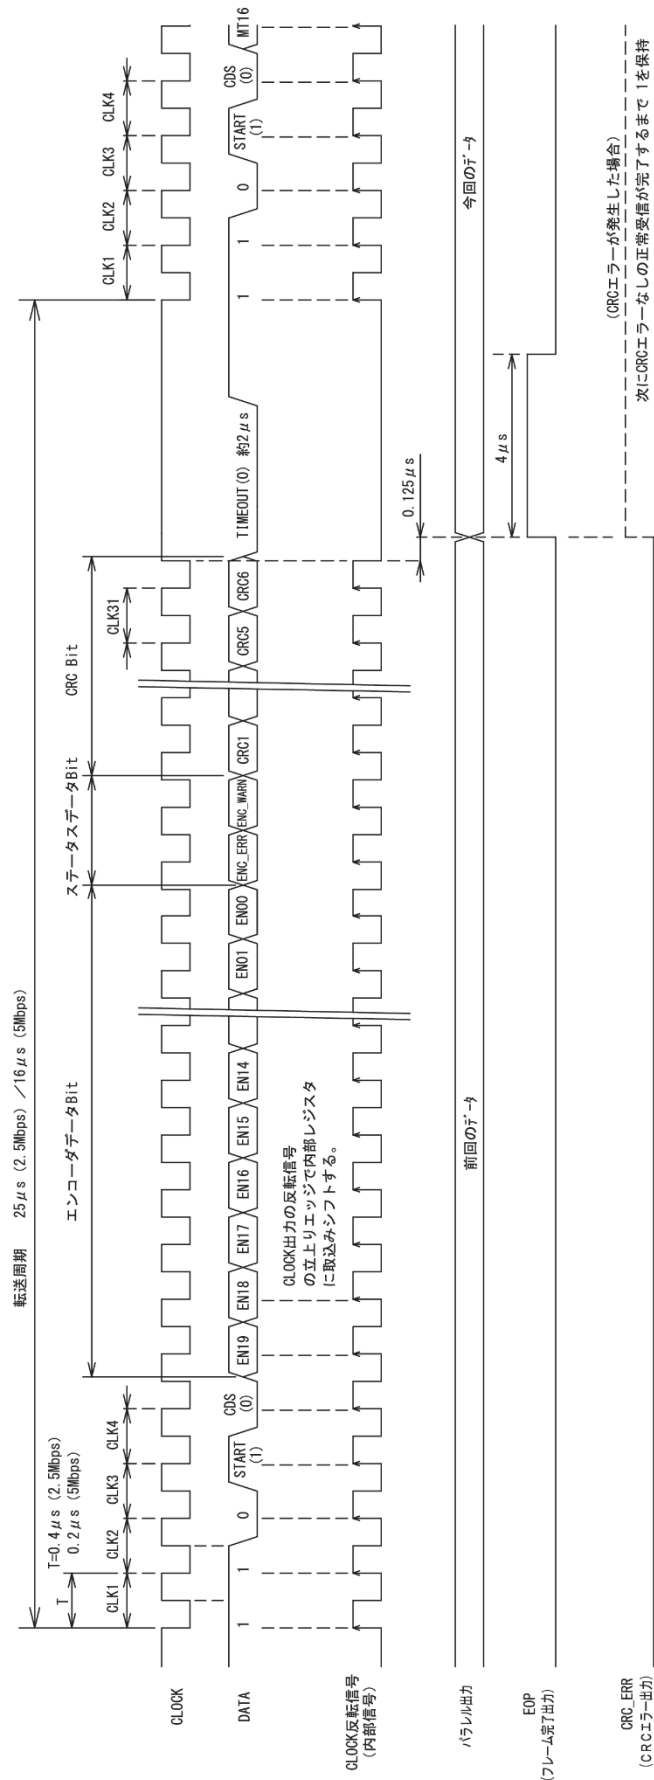 転送周期　25μs (2.5Mbps) ／16μs (5Mbps)
T=0.4μs (2.5Mbps)
0.2μs (5Mbps)
T
エンコーダデータBit
ステータスデータBit
CRC Bit
CLK1
CLK2
CLK3
CLK4
CLK31
CLK1
CLK2
CLK3
CLK4
CLOCK
DATA
1
1
0
START
(1)
CDS
(0)
EN19
EN18
EN17
EN16
EN15
EN14
EN01
EN00
ENC_ERR
ENC_WARN
CRC1
CRC5
CRC6
TIMEOUT(0) 約2μs
1
1
0
START
(1)
CDS
(0)
MT16
CLOCK出力の反転信号
の立上りエッジで内部レジスタ
に取込みシフトする。
CLOCK反転信号
(内部信号)
0.125μs
パラレル出力
前回のデータ
今回のデータ
4μs
EOP
(フレーム完了出力)
(CRCエラーが発生した場合)
CRC_ERR
(CRCエラー出力)
次にCRCエラーなしの正常受信が完了するまで 1を保持